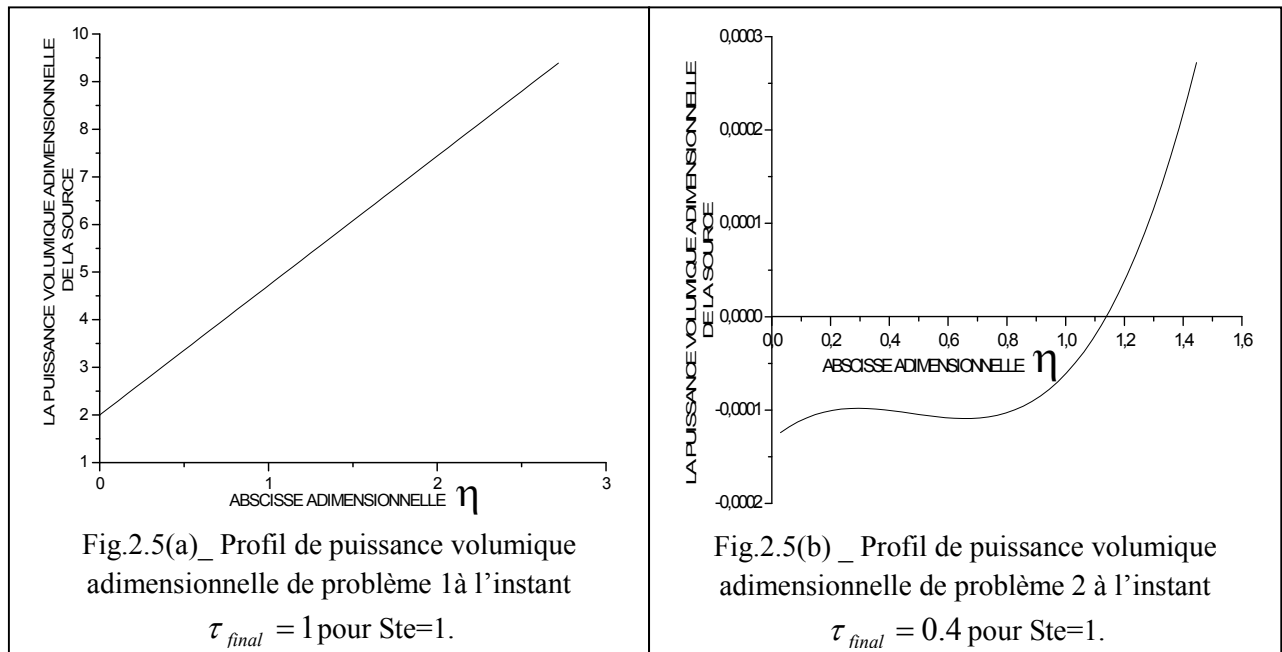 LA PUISSANCE VOLUMIQUE ADIMENSIONNELLE
DE LA SOURCE
10
9
8
7
6
5
4
3
2
1
0
1
2
3
ABSCISSE ADIMENSIONNELLE η
Fig.2.5(a)_ Profil de puissance volumique
adimensionnelle de problème 1à l’instant
τ final = 1 pour Ste=1.
LA PUISSANCE VOLUMIQUE ADIMENSIONNELLE
DE LA SOURCE
0,0003
0,0002
0,0001
0,0000
-0,0001
-0,0002
0,0
0,2
0,4
0,6
0,8
1,0
1,2
1,4
1,6
ABSCISSE ADIMENSIONNELLE η
Fig.2.5(b) _ Profil de puissance volumique
adimensionnelle de problème 2 à l’instant
τ final = 0.4 pour Ste=1.